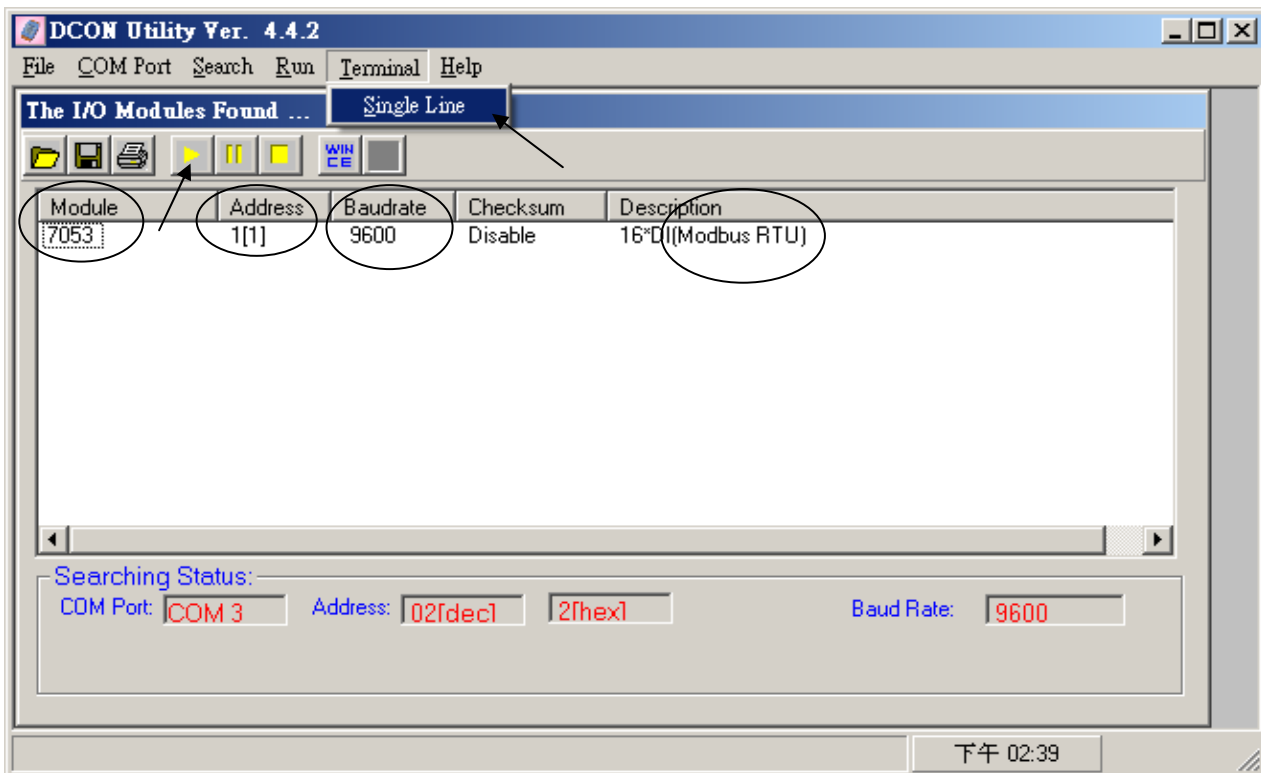 DCON Utility Ver. 4.4.2
File COM Port Search Run Terminal Help
Single Line
The I/O Modules Found ...
WIN CE
Module Address Baudrate Checksum Description
7053 1[1] 9600 Disable 16*DI(Modbus RTU)
Searching Status:
COM Port: COM 3 Address: 02[dec] 2[hex] Baud Rate: 9600
下午 02:39